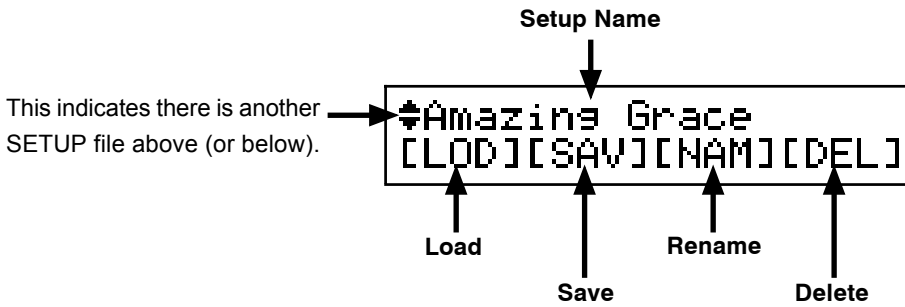 Setup Name
This indicates there is another
SETUP file above (or below).
Amazing Grace
[LOD][SAV][NAM][DEL]
Load
Rename
Save
Delete